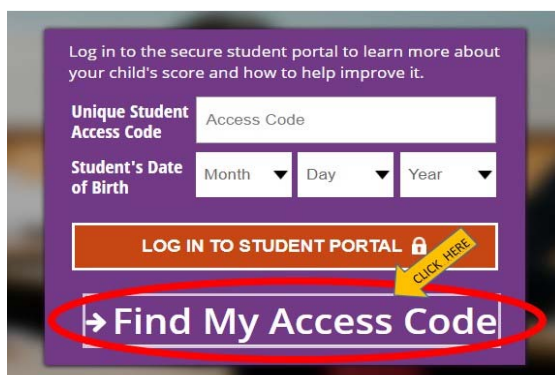 Log in to the secure student portal to learn more about
your child's score and how to help improve it.
Unique Student
Access Code
Access Code
Student's Date
of Birth
Month
Day
Year
LOG IN TO STUDENT PORTAL
CLICK HERE
Find My Access Code